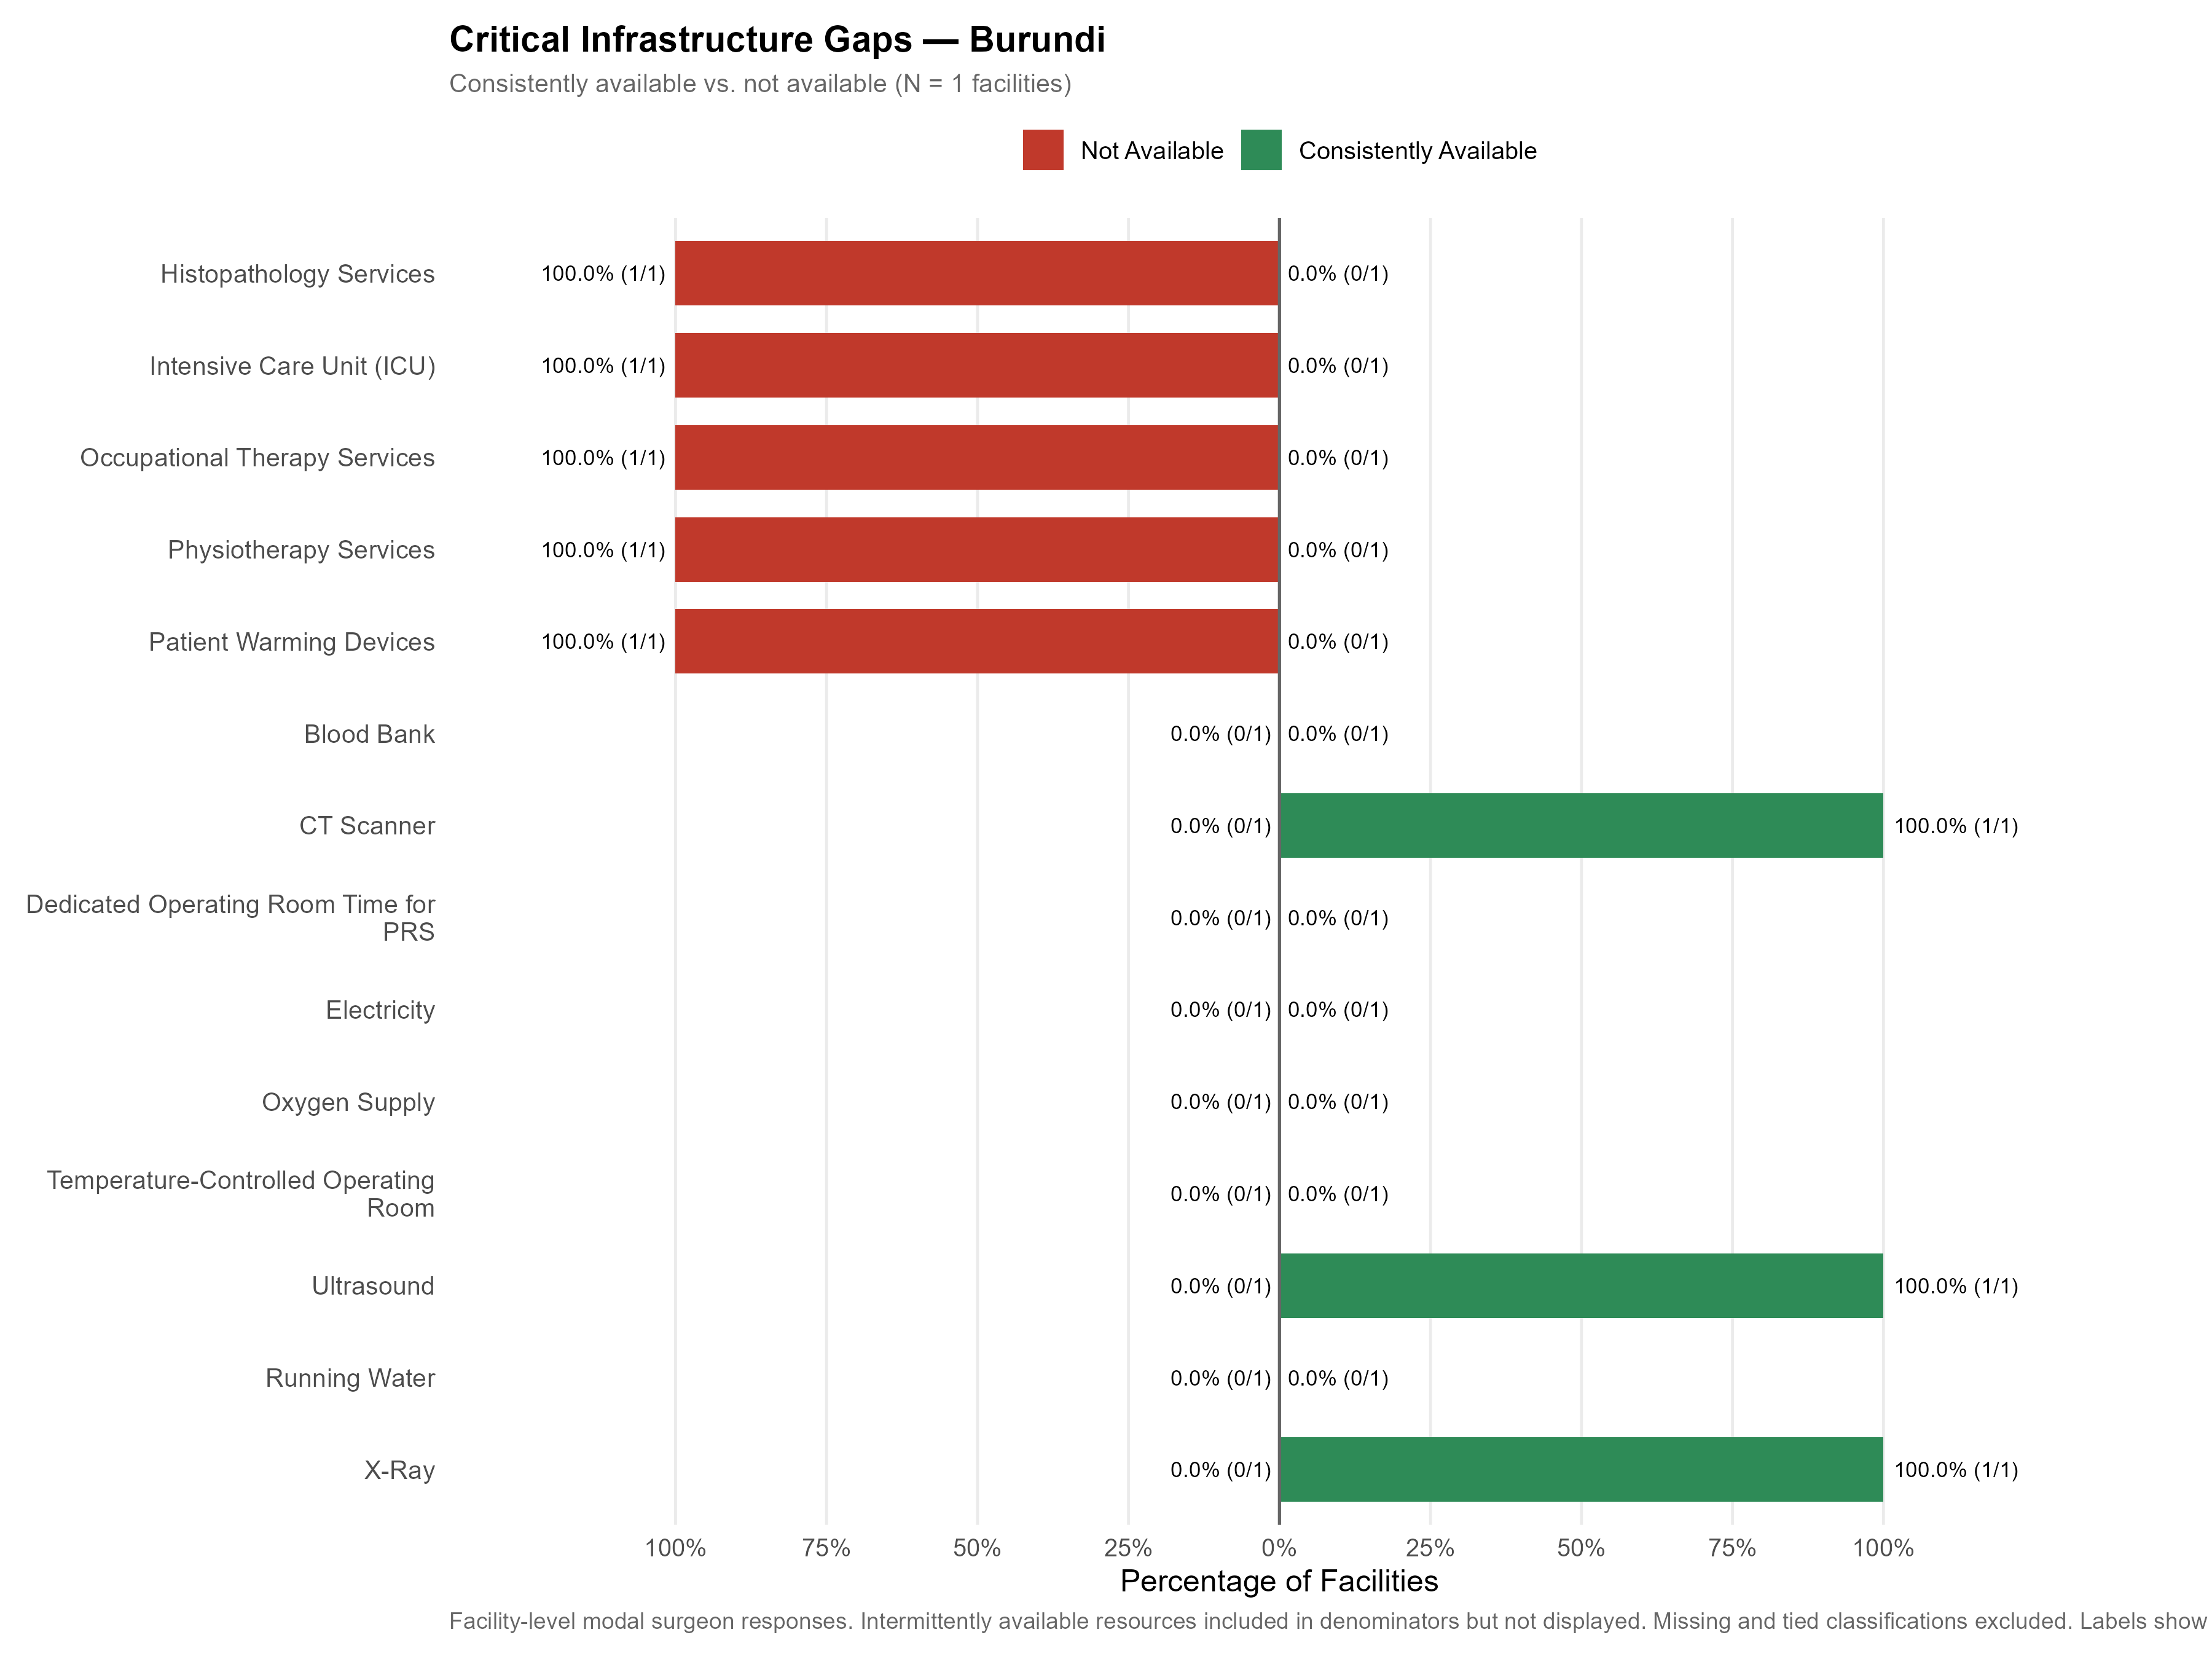 Critical Infrastructure Gaps — Burundi
Consistently available vs. not available (N = 1 facilities)
Not Available
Consistently Available
Histopathology Services
100.0% (1/1)
0.0% (0/1)
Intensive Care Unit (ICU)
100.0% (1/1)
0.0% (0/1)
Occupational Therapy Services
100.0% (1/1)
0.0% (0/1)
Physiotherapy Services
100.0% (1/1)
0.0% (0/1)
Patient Warming Devices
100.0% (1/1)
0.0% (0/1)
Blood Bank
0.0% (0/1)
0.0% (0/1)
CT Scanner
0.0% (0/1)
100.0% (1/1)
Dedicated Operating Room Time for
PRS
0.0% (0/1)
0.0% (0/1)
Electricity
0.0% (0/1)
0.0% (0/1)
Oxygen Supply
0.0% (0/1)
0.0% (0/1)
Temperature-Controlled Operating
Room
0.0% (0/1)
0.0% (0/1)
Ultrasound
0.0% (0/1)
100.0% (1/1)
Running Water
0.0% (0/1)
0.0% (0/1)
X-Ray
0.0% (0/1)
100.0% (1/1)
100%
75%
50%
25%
0%
25%
50%
75%
100%
Percentage of Facilities
Facility-level modal surgeon responses. Intermittently available resources included in denominators but not displayed. Missing and tied classifications excluded. Labels show